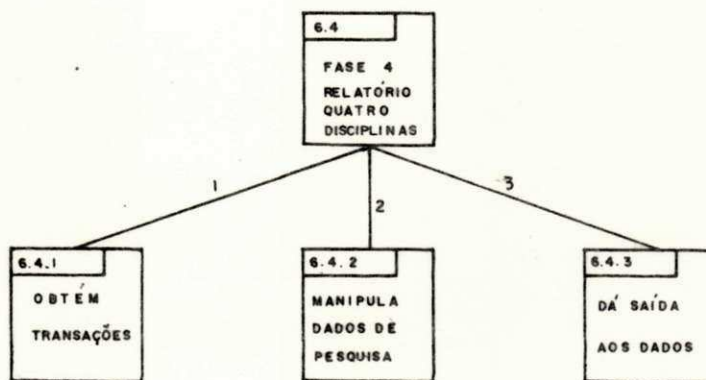 6.4
FASE 4
RELATÓRIO
QUATRO
DISCIPLINAS
1
2
3
6.4.1
OBTÉM
TRANSAÇÕES
6.4.2
MANIPULA
DADOS DE
PESQUISA
6.4.3
DÁ SAÍDA
AOS DADOS